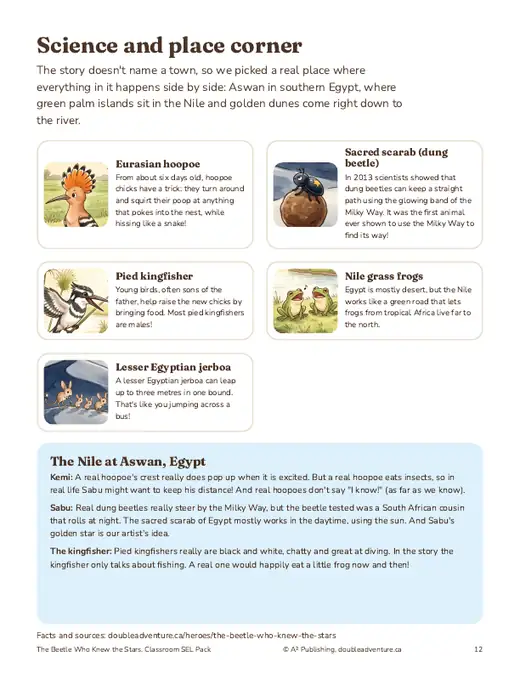 Science and place corner
The story doesn't name a town, so we picked a real place where
everything in it happens side by side: Aswan in southern Egypt, where
green palm islands sit in the Nile and golden dunes come right down to
the river.
Eurasian hoopoe
From about six days old, hoopoe
chicks have a trick: they turn around
and squirt their poop at anything
that pokes into the nest, while
hissing like a snake!
Sacred scarab (dung
beetle)
In 2013 scientists showed that
dung beetles can keep a straight
path using the glowing band of the
Milky Way. It was the first animal
ever shown to use the Milky Way to
find its way!
Pied kingfisher
Young birds, often sons of the
father, help raise the new chicks by
bringing food. Most pied kingfishers
are males!
Nile grass frogs
Egypt is mostly desert, but the Nile
works like a green road that lets
frogs from tropical Africa live far to
the north.
Lesser Egyptian jerboa
A lesser Egyptian jerboa can leap
up to three metres in one bound.
That's like you jumping across a
bus!
The Nile at Aswan, Egypt
Kemi: A real hoopoe's crest really does pop up when it is excited. But a real hoopoe eats insects, so in
real life Sabu might want to keep his distance! And real hoopoes don't say "I know!" (as far as we know).
Sabu: Real dung beetles really steer by the Milky Way, but the beetle tested was a South African cousin
that rolls at night. The sacred scarab of Egypt mostly works in the daytime, using the sun. And Sabu's
golden star is our artist's idea.
The kingfisher: Pied kingfishers really are black and white, chatty and great at diving. In the story the
kingfisher only talks about fishing. A real one would happily eat a little frog now and then!
Facts and sources: doubleadventure.ca/heroes/the-beetle-who-knew-the-stars
The Beetle Who Knew the Stars. Classroom SEL Pack
© A² Publishing, doubleadventure.ca
12